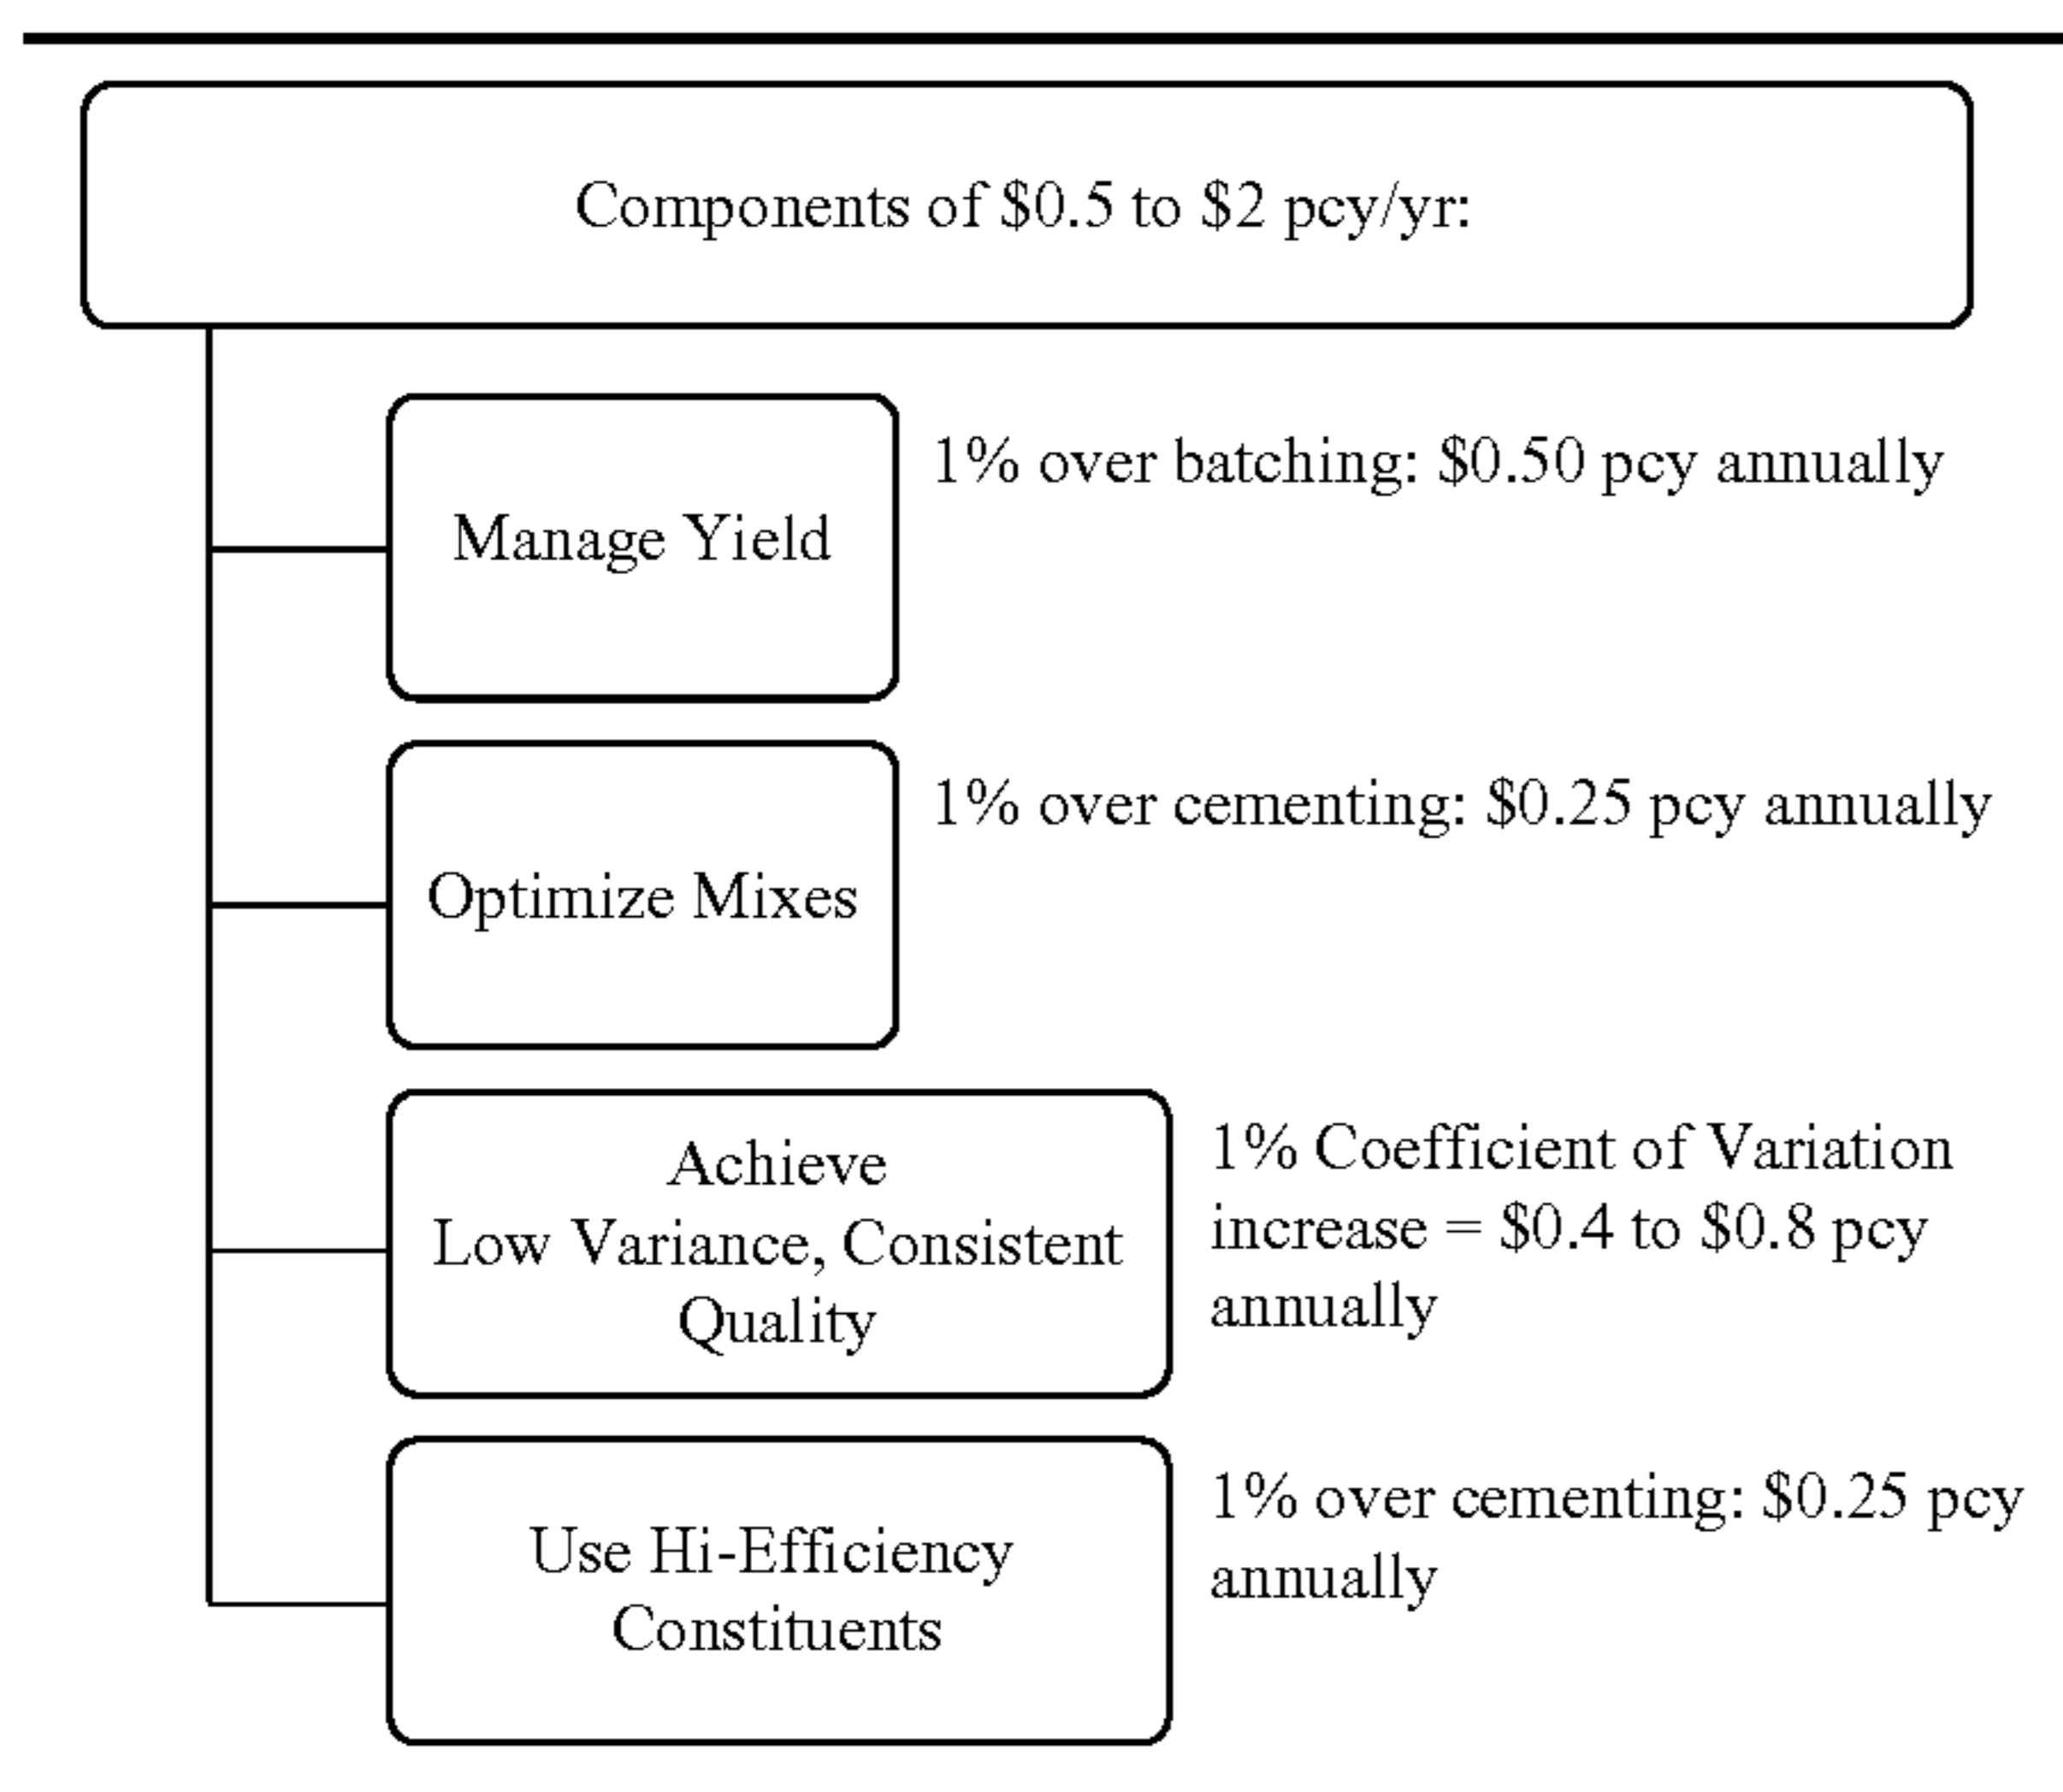 Components of $0.5 to $2 pcy/yr:
Manage Yield
1% over batching: $0.50 pcy annually
Optimize Mixes
1% over cementing: $0.25 pcy annually
Achieve
Low Variance, Consistent
Quality
1% Coefficient of Variation
increase = $0.4 to $0.8 pcy
annually
Use Hi-Efficiency
Constituents
1% over cementing: $0.25 pcy
annually